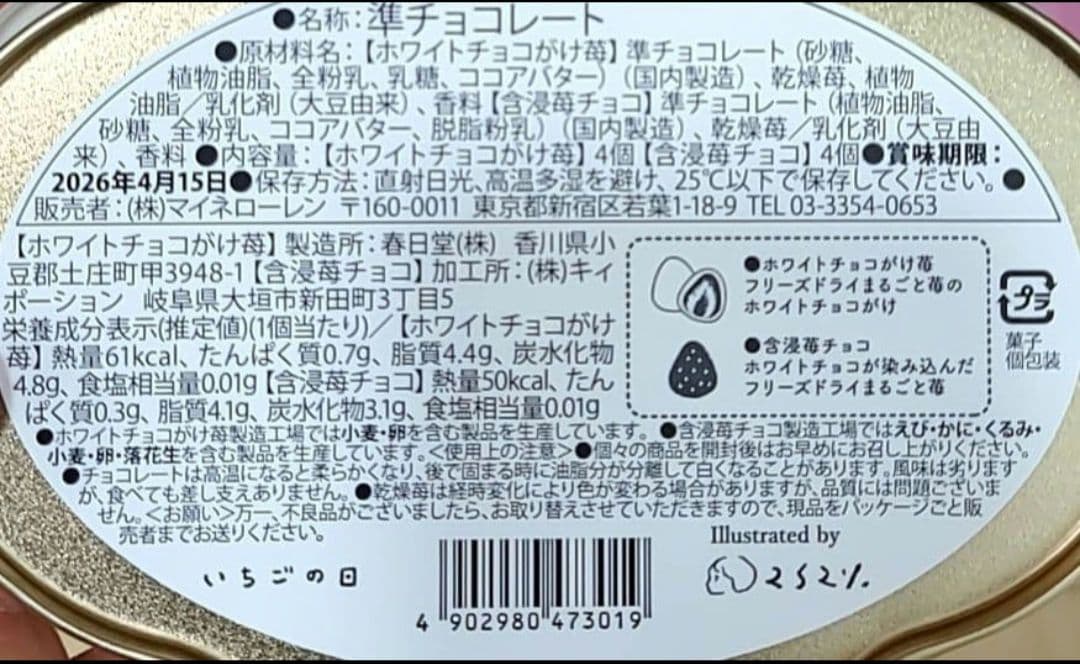 ●名称：準チョコレート
●原材料名：【ホワイトチョコがけ苺】準チョコレート（砂糖、
植物油脂、全粉乳、乳糖、ココアバター）（国内製造）、乾燥苺、植物
油脂／乳化剤（大豆由来）、香料【含浸苺チョコ】準チョコレート（植物油脂、
砂糖、全粉乳、ココアバター、脱脂粉乳）（国内製造）、乾燥苺／乳化剤（大豆由
来）、香料●内容量：【ホワイトチョコがけ苺】4個【含浸苺チョコ】4個●賞味期限：
2026年4月15日●保存方法：直射日光、高温多湿を避け、25℃以下で保存してください。●
販売者：(株)マイネローレン 〒160-0011 東京都新宿区若葉1-18-9 TEL 03-3354-0653
【ホワイトチョコがけ苺】製造所：春日堂(株) 香川県小
豆郡土庄町甲3948-1【含浸苺チョコ】加工所：(株)キィ
ポーション 岐阜県大垣市新田町3丁目5
栄養成分表示(推定値)(1個当たり)／【ホワイトチョコがけ
苺】熱量61kcal、たんぱく質0.7g、脂質4.4g、炭水化物
4.8g、食塩相当量0.01g【含浸苺チョコ】熱量50kcal、たん
ぱく質0.3g、脂質4.1g、炭水化物3.1g、食塩相当量0.01g
●ホワイトチョコがけ苺
フリーズドライまるごと苺の
ホワイトチョコがけ
●含浸苺チョコ
ホワイトチョコが染み込んだ
フリーズドライまるごと苺
プラ
菓子
個包装
●ホワイトチョコがけ苺製造工場では小麦・卵を含む製品を生産しています。●含浸苺チョコ製造工場ではえび・かに・くるみ・
小麦・卵・落花生を含む製品を生産しています。＜使用上の注意＞●個々の商品を開封後はお早めにお召し上がりください。
●チョコレートは高温になると柔らかくなり、後で固まる時に油脂分が分離して白くなることがあります。風味は劣ります
が、食べても差し支えありません。●乾燥苺は経時変化により色が変わる場合がありますが、品質には問題ございま
せん。＜お願い＞万一、不良品がございましたら、お取り替えさせていただきますので、現品をパッケージごと販
売者までお送りください。
いちごの日
4 902980 473019
Illustrated by